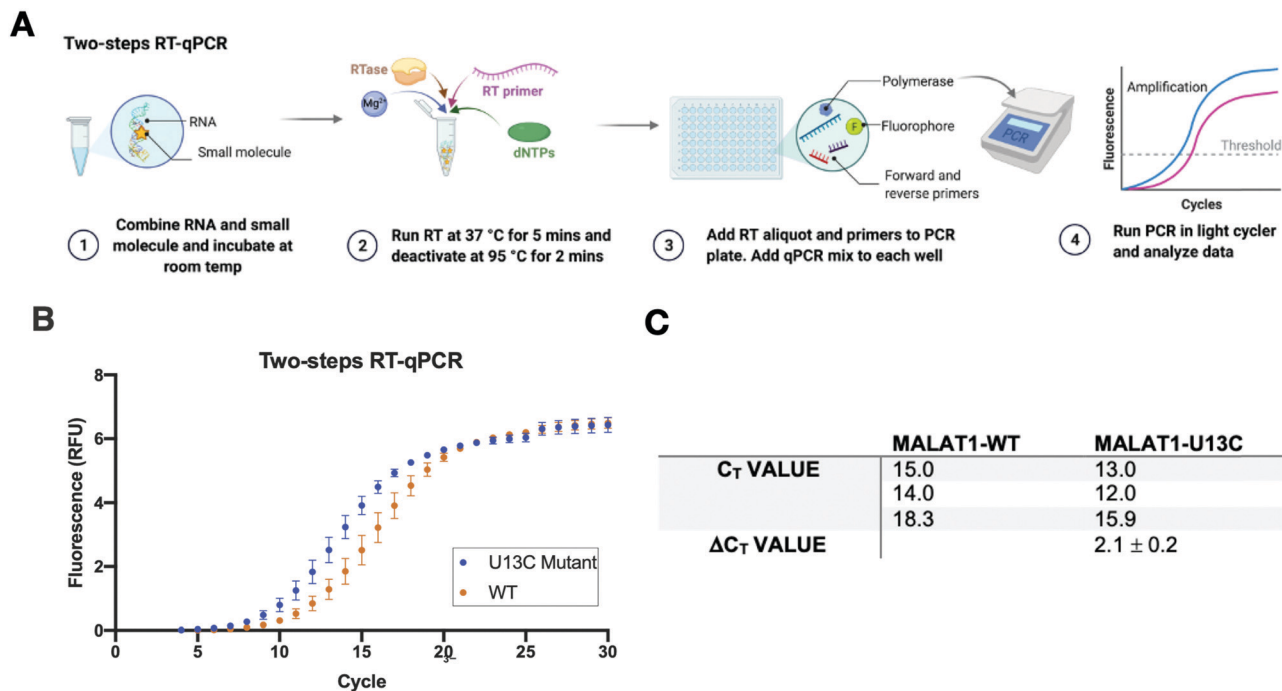 A
Two-steps RT-qPCR
RNA
Small molecule
RTase
Mg2+
RT primer
dNTPs
Polymerase
F
Fluorophore
Forward and
reverse primers
PCR
Fluorescence
Amplification
Threshold
Cycles
1
Combine RNA and small
molecule and incubate at
room temp
2
Run RT at 37 °C for 5 mins and
deactivate at 95 °C for 2 mins
3
Add RT aliquot and primers to PCR
plate. Add qPCR mix to each well
4
Run PCR in light cycler
and analyze data
B
Two-steps RT-qPCR
Fluorescence (RFU)
8
6
4
2
0
U13C Mutant
WT
0 5 10 15 20 25 30
3–
Cycle
C
MALAT1-WT MALAT1-U13C
CT VALUE 15.0 13.0
14.0 12.0
18.3 15.9
ΔCT VALUE 2.1 ± 0.2